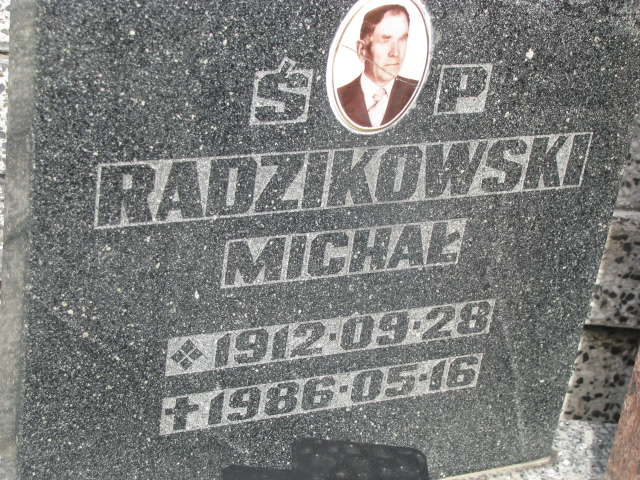 Ś P
RADZIKOWSKI
MICHAŁ
1912·09·28
1986·05·16